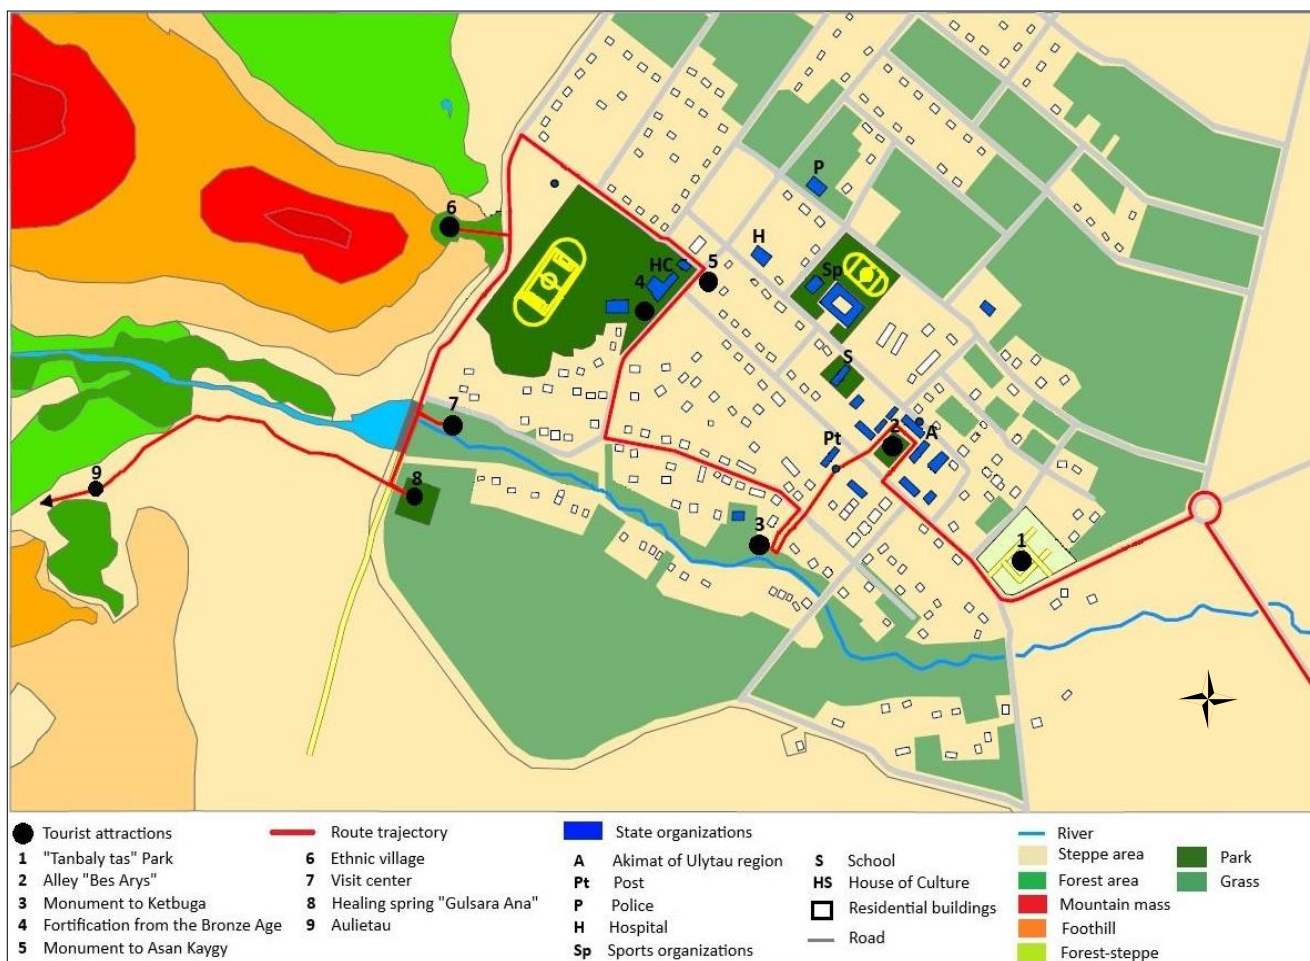 P
6
H
HC
5
Sp
4
S
7
2
A
Pt
9
8
3
1
Tourist attractions
1 "Tanbaly tas" Park
2 Alley "Bes Arys"
3 Monument to Ketbuga
4 Fortification from the Bronze Age
5 Monument to Asan Kaygy
Route trajectory
6 Ethnic village
7 Visit center
8 Healing spring "Gulsara Ana"
9 Aulietau
State organizations
A Akimat of Ulytau region
Pt Post
P Police
H Hospital
Sp Sports organizations
S School
HS House of Culture
Residential buildings
Road
River
Steppe area
Forest area
Mountain mass
Foothill
Forest-steppe
Park
Grass